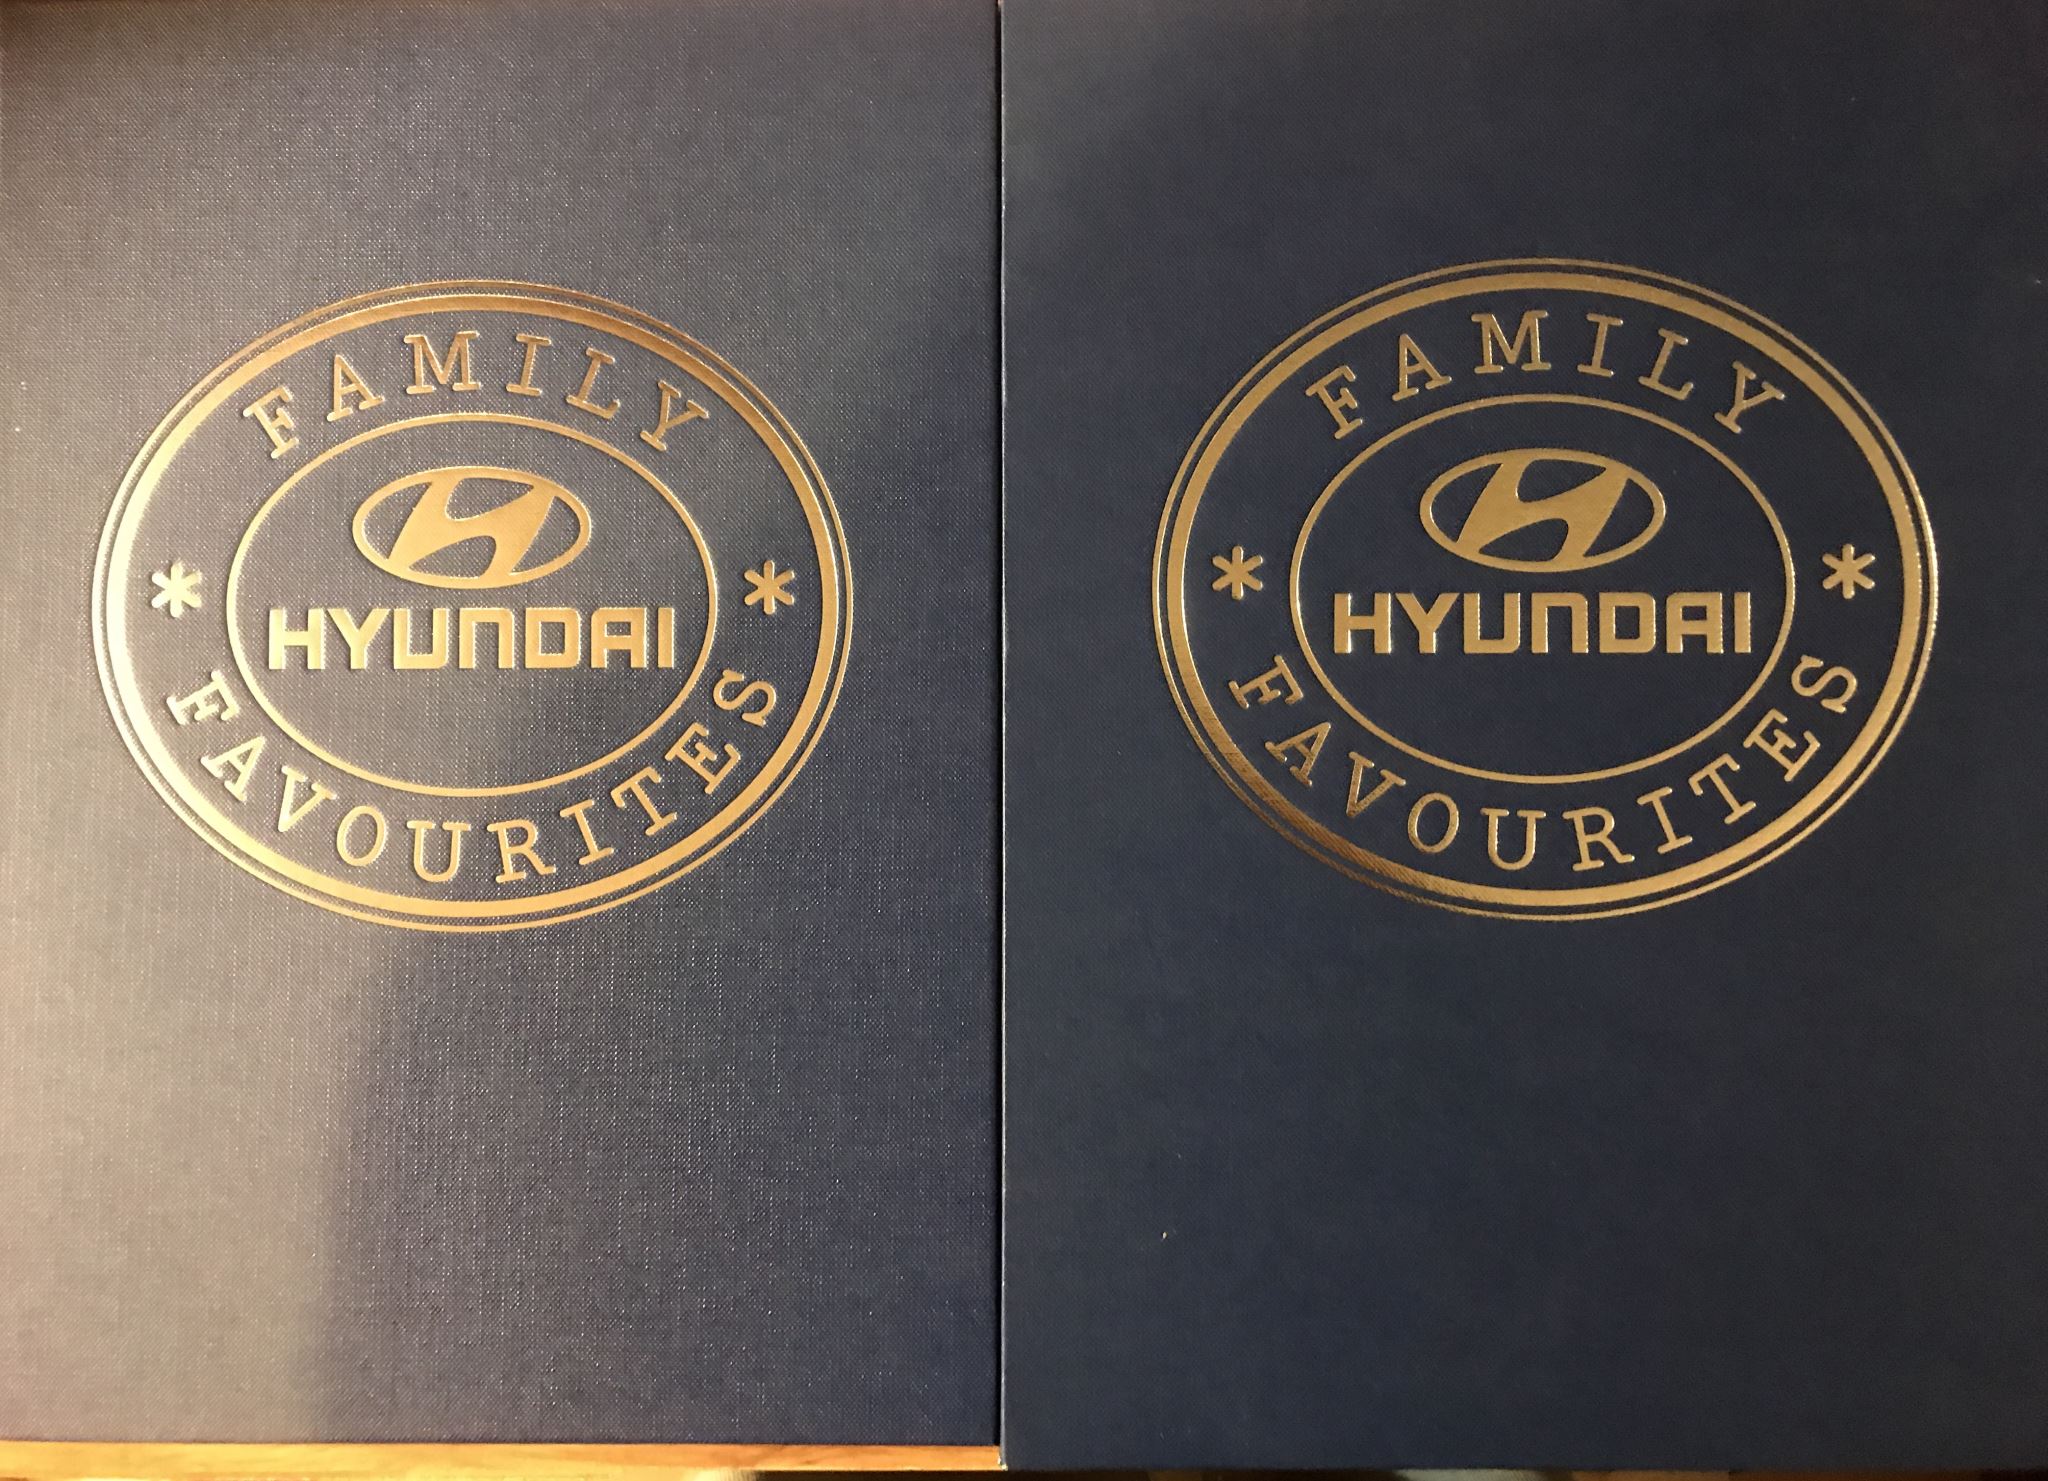 FAMILY
HYUNDAI
* FAVOURITES *
FAMILY
HYUNDAI
* FAVOURITES *